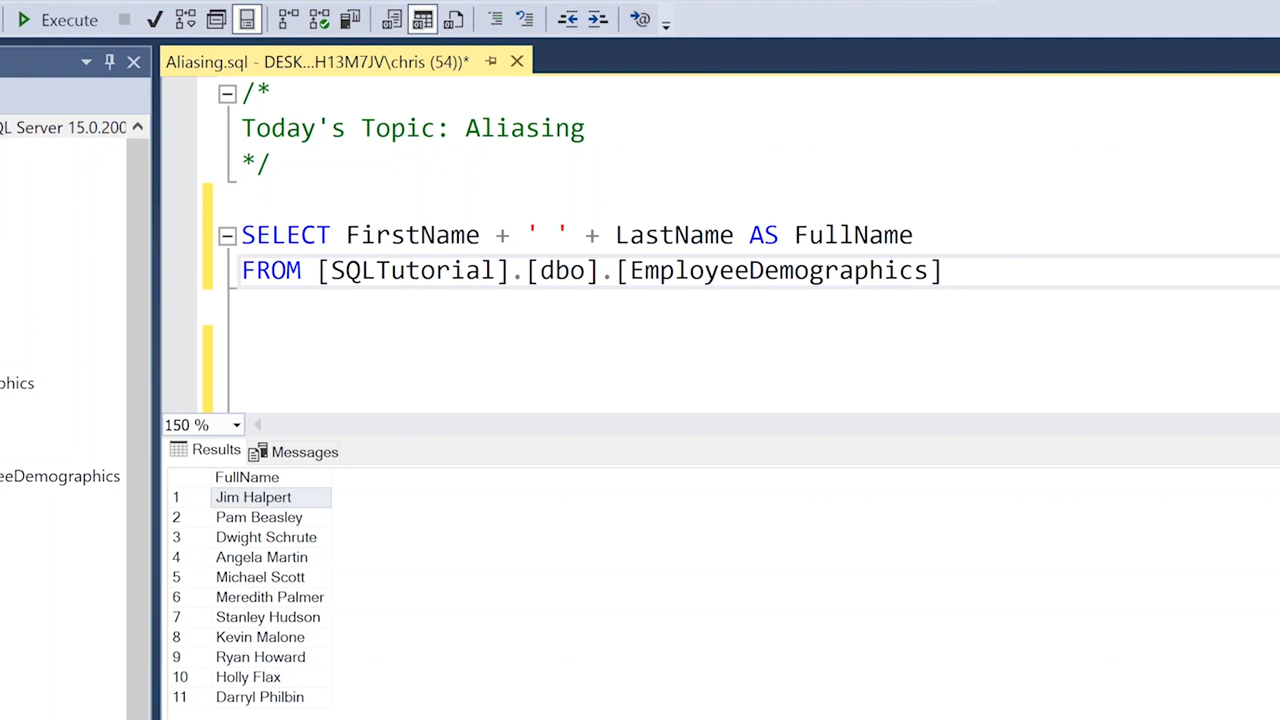 Execute
Aliasing.sql - DESK...H13M7JV\chris (54))*
QL Server 15.0.200
/*
Today's Topic: Aliasing
*/
SELECT FirstName + ' ' + LastName AS FullName
FROM [SQLTutorial].[dbo].[EmployeeDemographics]
phics
eeDemographics
150 %
Results Messages
FullName
1 Jim Halpert
2 Pam Beasley
3 Dwight Schrute
4 Angela Martin
5 Michael Scott
6 Meredith Palmer
7 Stanley Hudson
8 Kevin Malone
9 Ryan Howard
10 Holly Flax
11 Darryl Philbin